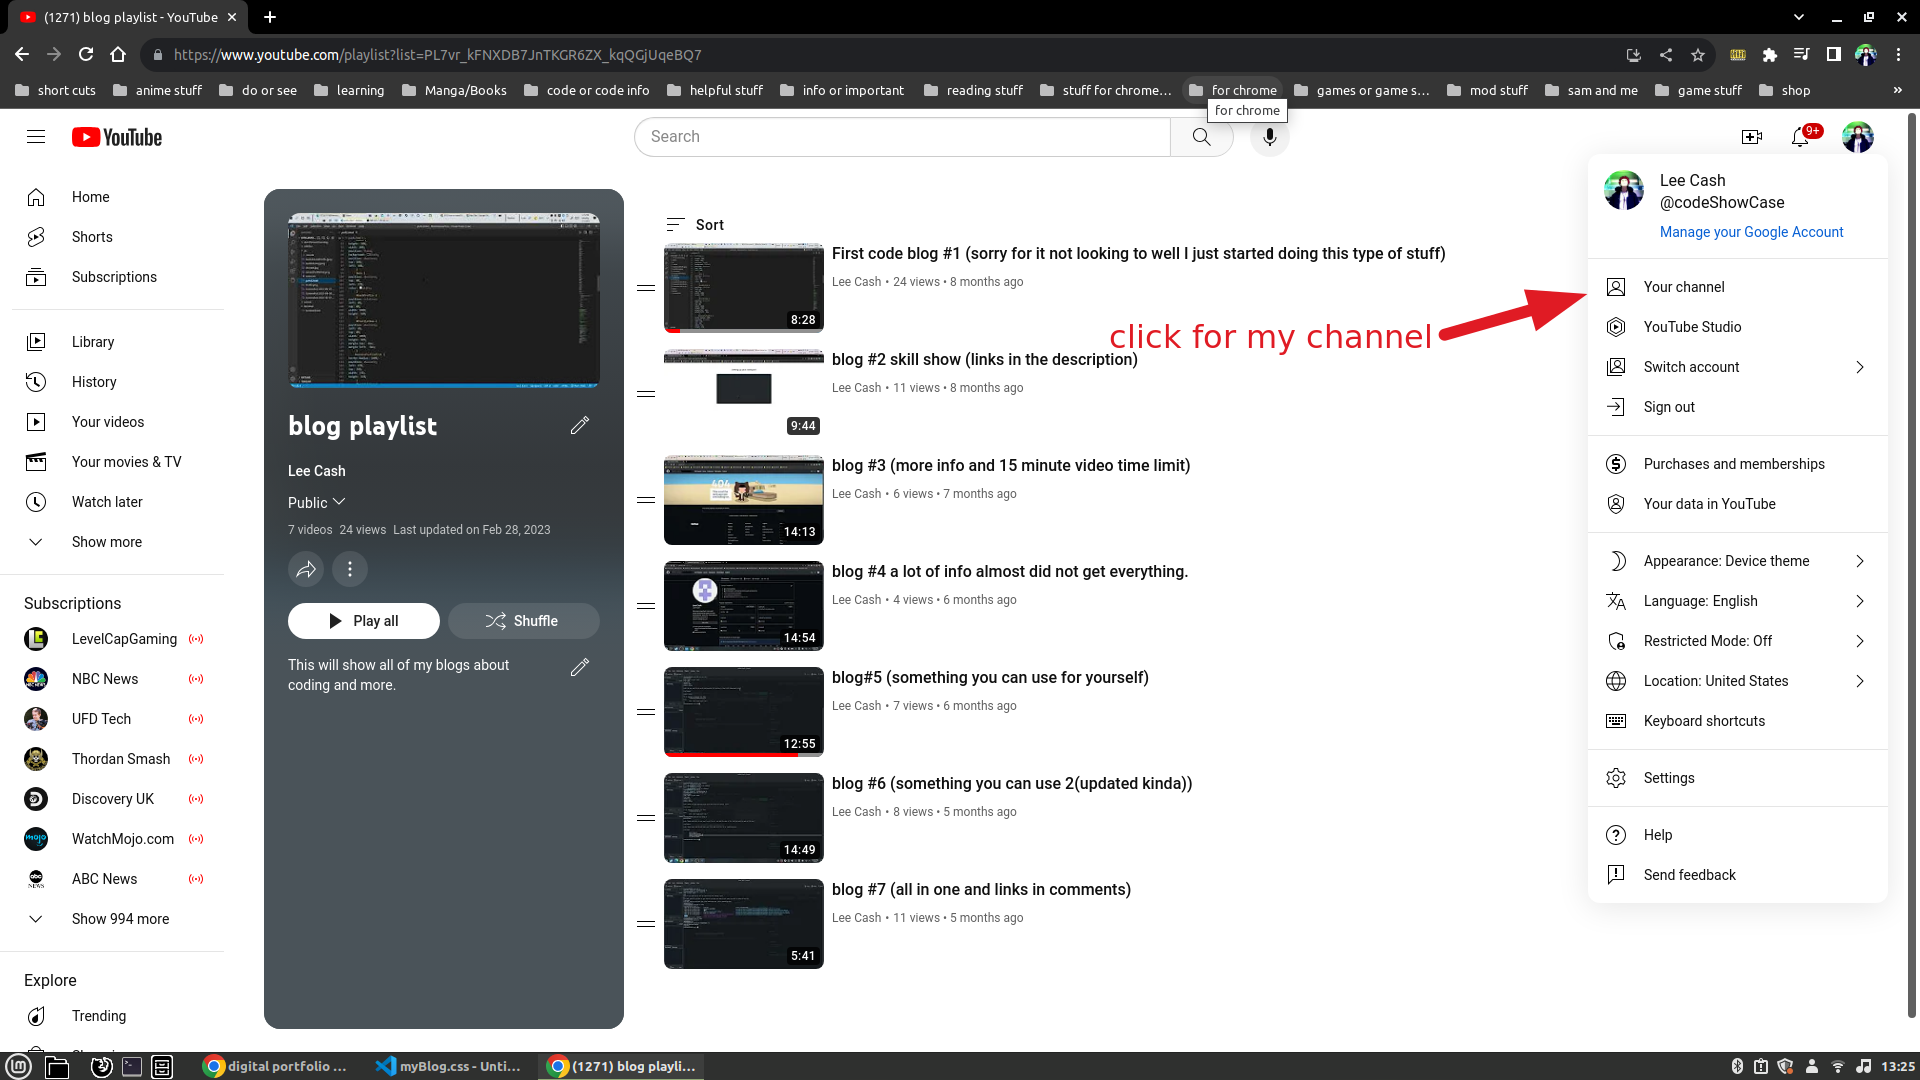 (1271) blog playlist - YouTube
https://www.youtube.com/playlist?list=PL7vr_kFNXDB7JnTKGR6ZX_kqQGjUqeBQ7
short cuts
anime stuff
do or see
learning
Manga/Books
code or code info
helpful stuff
info or important
reading stuff
stuff for chrome...
for chrome
games or game s...
mod stuff
sam and me
game stuff
shop
»
for chrome
YouTube
Search
9+
Home
Shorts
Subscriptions
Library
History
Your videos
Your movies & TV
Watch later
Show more
Subscriptions
LevelCapGaming
NBC News
UFD Tech
Thordan Smash
Discovery UK
WatchMojo.com
ABC News
Show 994 more
Explore
Trending
blog playlist
Lee Cash
Public
7 videos 24 views Last updated on Feb 28, 2023
Play all
Shuffle
This will show all of my blogs about
coding and more.
Sort
First code blog #1 (sorry for it not looking to well I just started doing this type of stuff)
Lee Cash • 24 views • 8 months ago
8:28
blog #2 skill show (links in the description)
Lee Cash • 11 views • 8 months ago
9:44
blog #3 (more info and 15 minute video time limit)
Lee Cash • 6 views • 7 months ago
14:13
blog #4 a lot of info almost did not get everything.
Lee Cash • 4 views • 6 months ago
14:54
blog#5 (something you can use for yourself)
Lee Cash • 7 views • 6 months ago
12:55
blog #6 (something you can use 2(updated kinda))
Lee Cash • 8 views • 5 months ago
14:49
blog #7 (all in one and links in comments)
Lee Cash • 11 views • 5 months ago
5:41
click for my channel
Lee Cash
@codeShowCase
Manage your Google Account
Your channel
YouTube Studio
Switch account
Sign out
Purchases and memberships
Your data in YouTube
Appearance: Device theme
Language: English
Restricted Mode: Off
Location: United States
Keyboard shortcuts
Settings
Help
Send feedback
digital portfolio ...
myBlog.css - Unti...
(1271) blog playli...
13:25